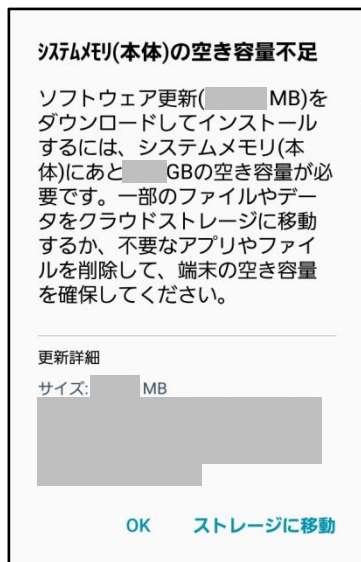 ｼｽﾃﾑﾒﾓﾘ(本体)の空き容量不足
ソフトウェア更新( MB)を
ダウンロードしてインストール
するには、システムメモリ(本
体)にあと GBの空き容量が必
要です。一部のファイルやデー
タをクラウドストレージに移動
するか、不要なアプリやファイ
ルを削除して、端末の空き容量
を確保してください。
更新詳細
サイズ: MB
OK ストレージに移動